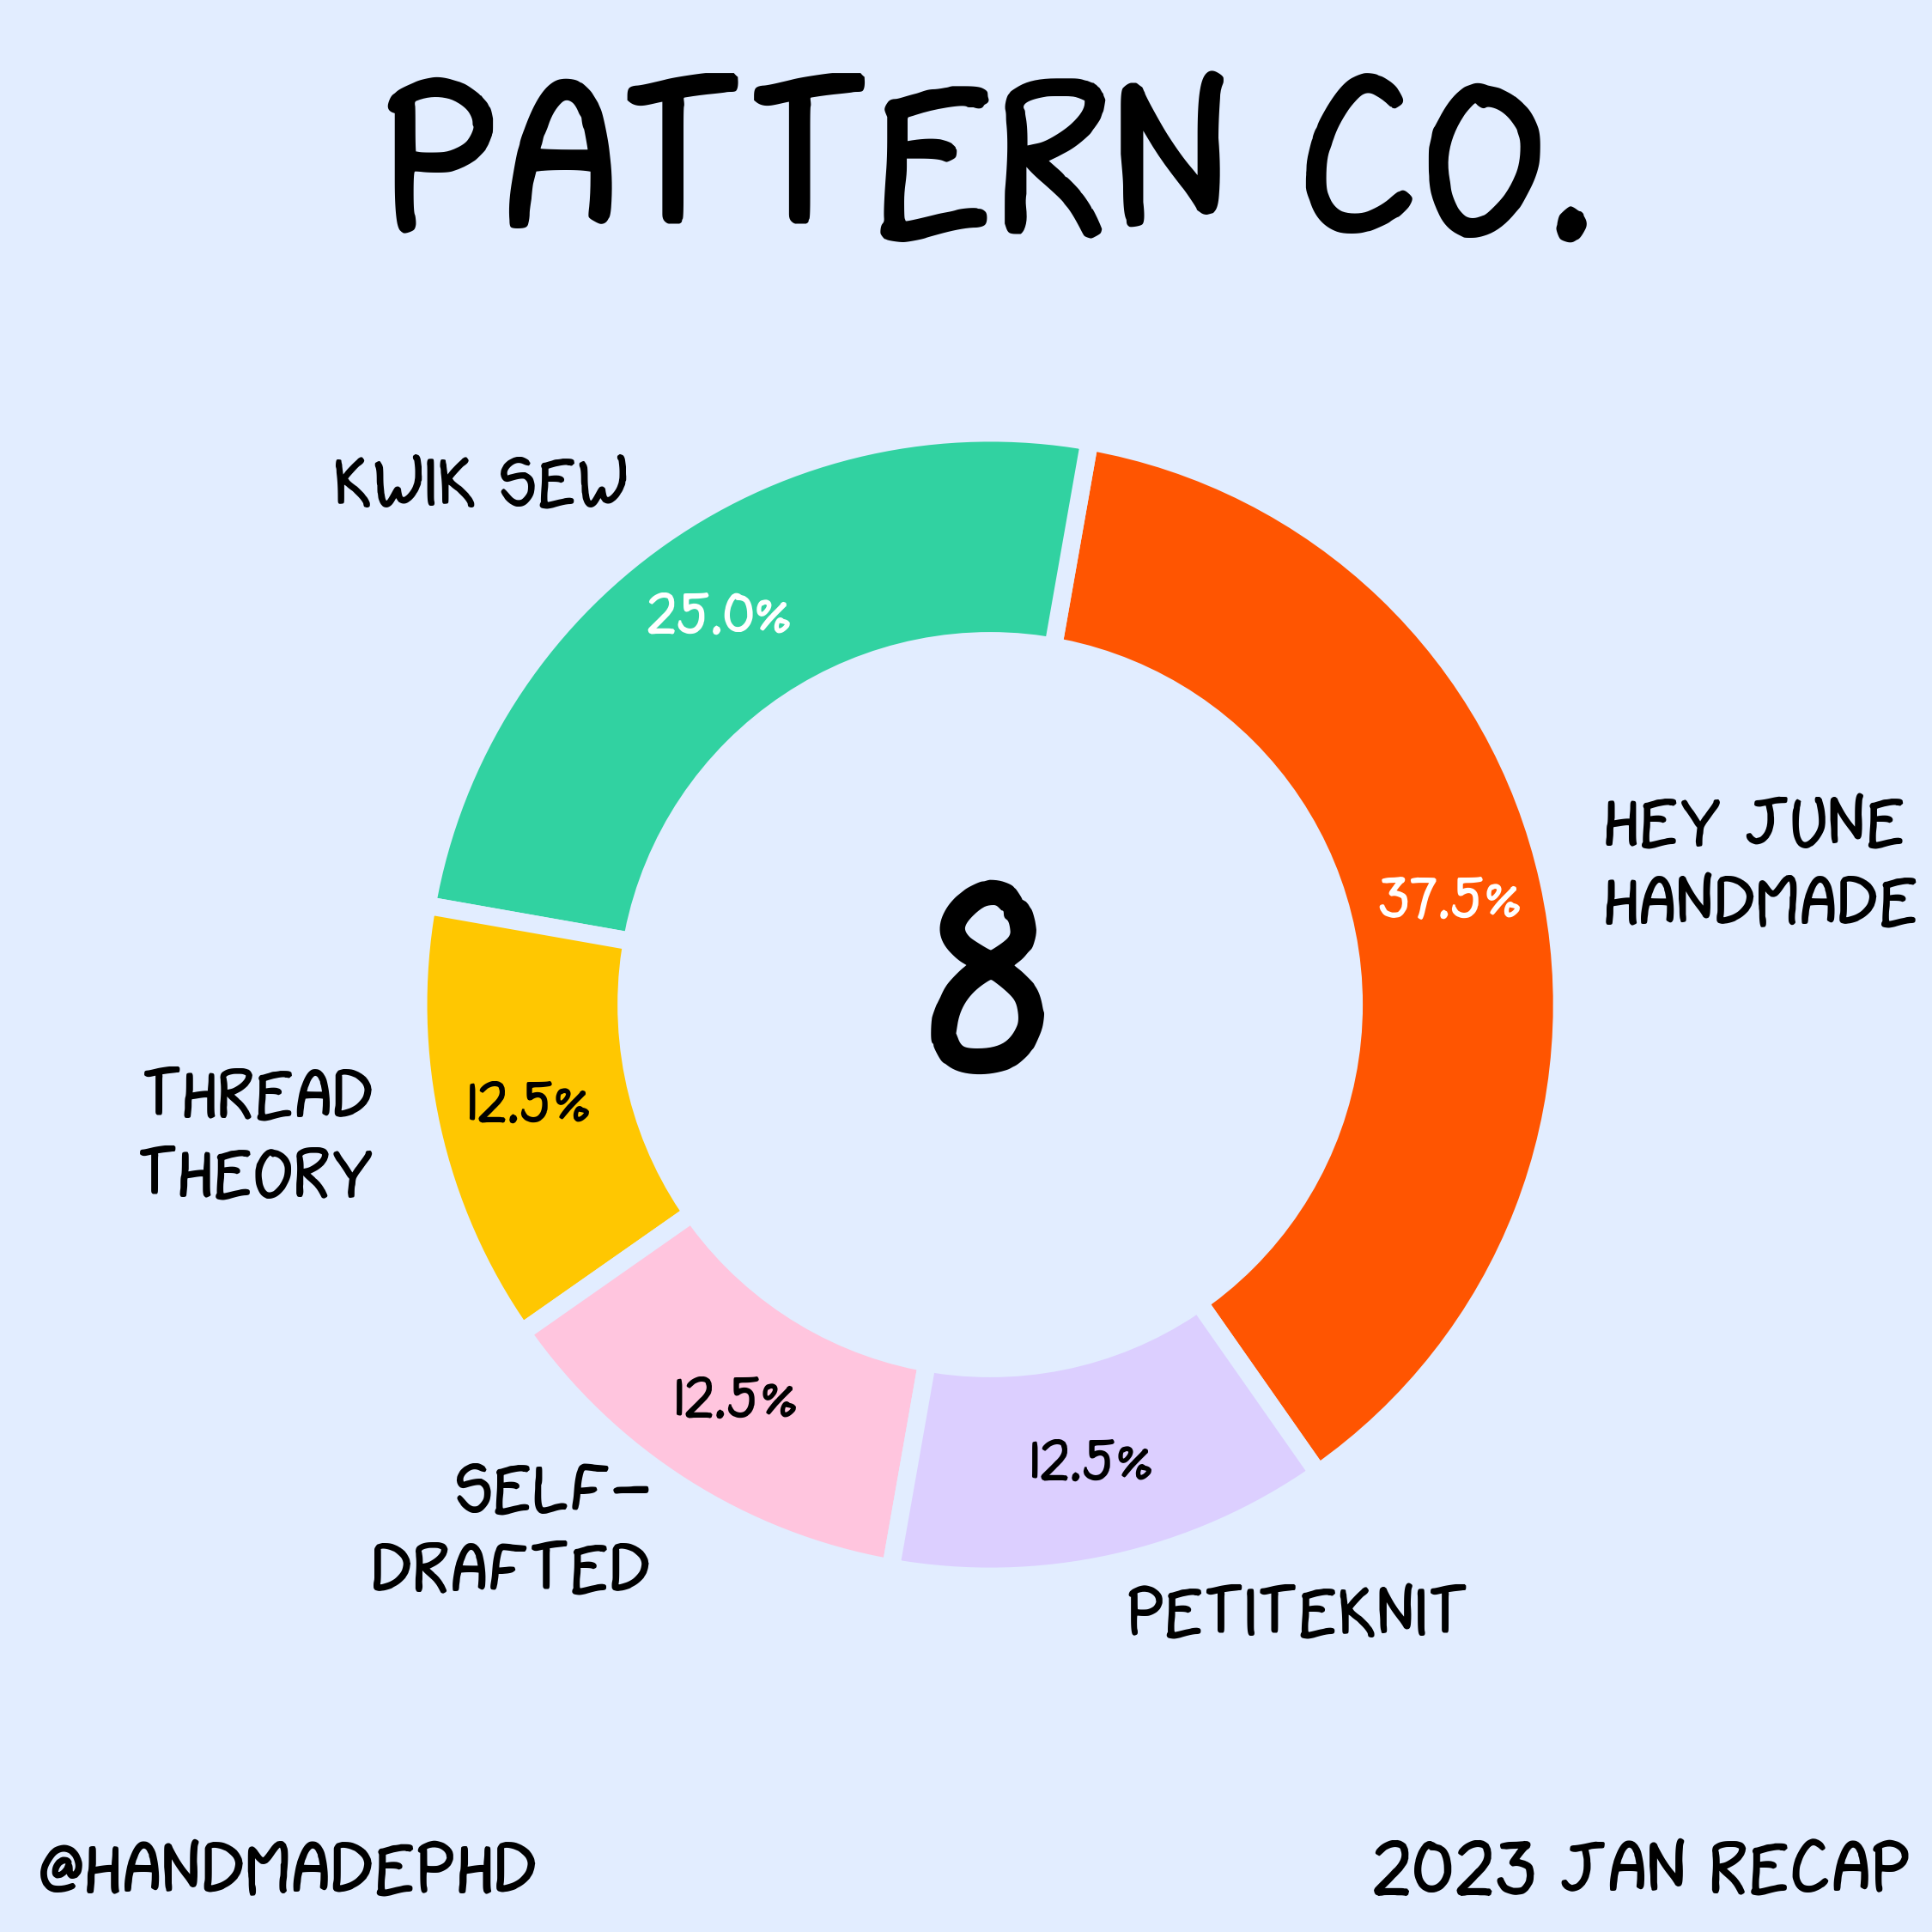 PATTERN CO.
KWIK SEW
25.0%
HEY JUNE
HANDMADE
37.5%
8
THREAD
THEORY
12.5%
12.5%
SELF-
DRAFTED
12.5%
PETITEKNIT
@HANDMADEPHD
2023 JAN RECAP